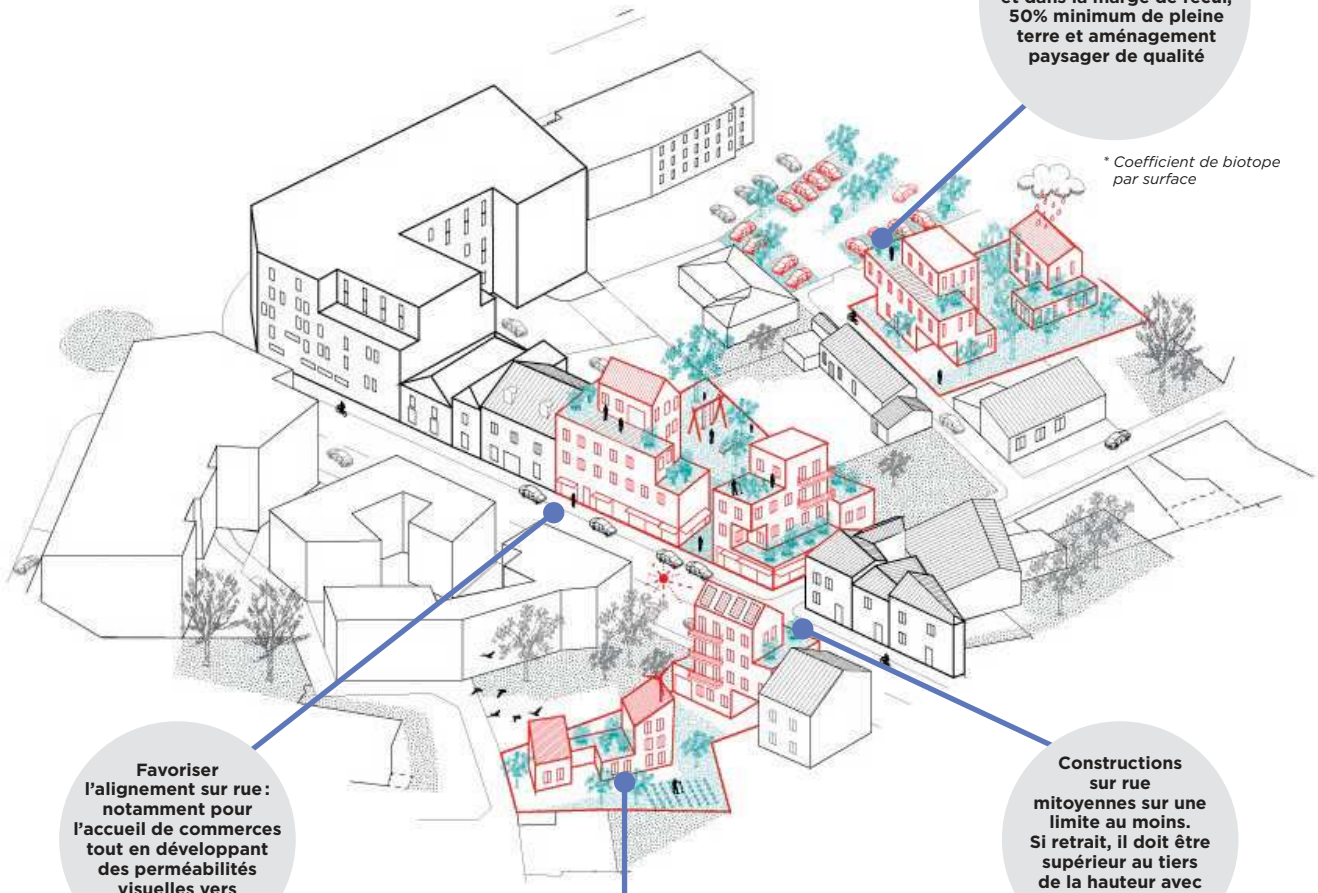 et dans la marge de recul,
50% minimum de pleine
terre et aménagement
paysager de qualité
* Coefficient de biotope
par surface
Favoriser
l'alignement sur rue :
notamment pour
l'accueil de commerces
tout en développant
des perméabilités
visuelles vers
Constructions
sur rue
mitoyennes sur une
limite au moins.
Si retrait, il doit être
supérieur au tiers
de la hauteur avec